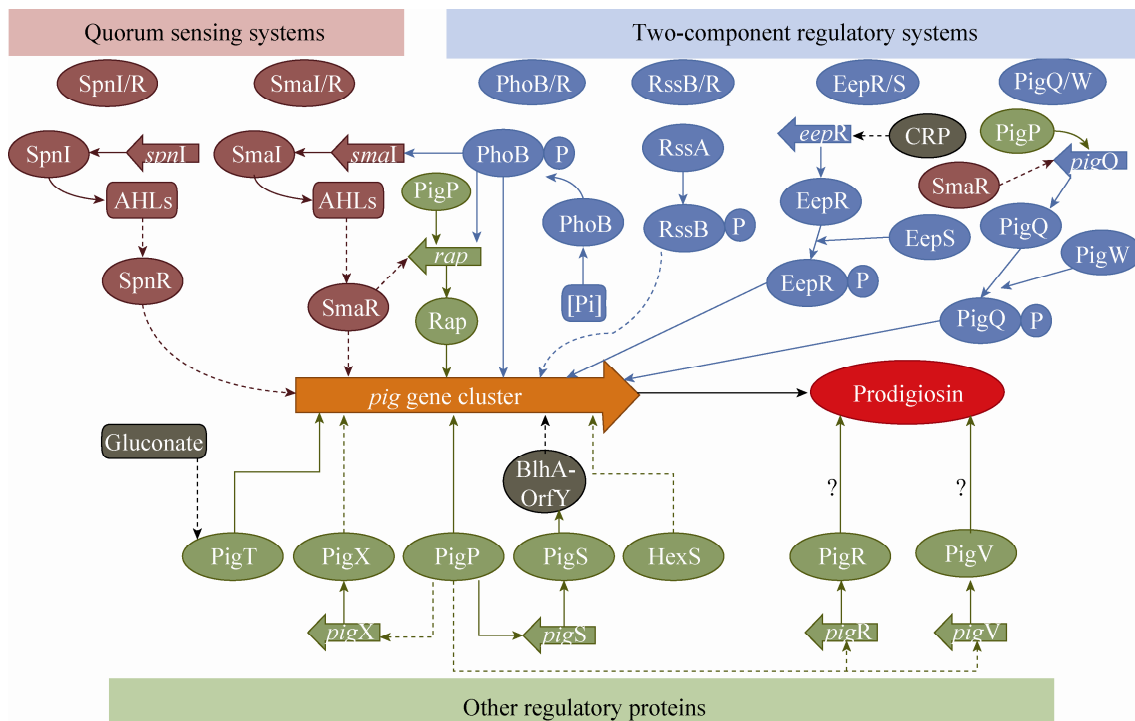 Quorum sensing systems
Two-component regulatory systems
SpnI/R
SmaI/R
PhoB/R
RssB/R
EepR/S
PigQ/W
SpnI
spnI
SmaI
smaI
PhoB
P
RssA
eepR
CRP
PigP
pigQ
AHLs
AHLs
PigP
SmaR
EepR
PhoB
RssB
P
EepS
PigQ
PigW
SpnR
rap
EepR
P
SmaR
Rap
[Pi]
PigQ
P
pig gene cluster
Prodigiosin
Gluconate
BlhA-
OrfY
?
?
PigT
PigX
PigP
PigS
HexS
PigR
PigV
pigX
pigS
pigR
pigV
Other regulatory proteins